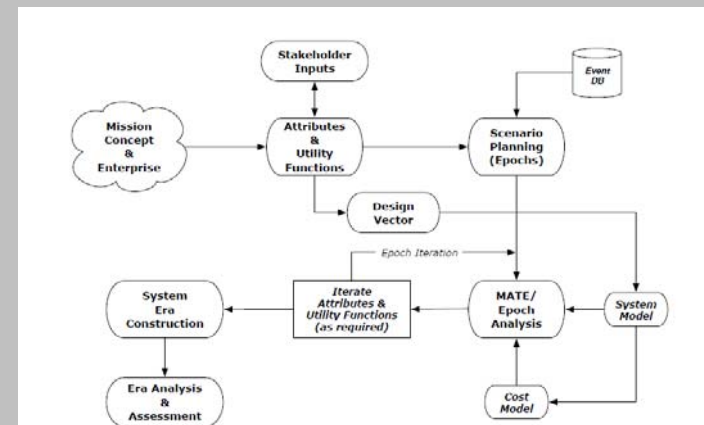 Stakeholder
Inputs
Event
DB
Mission
Concept
&
Enterprise
Attributes
&
Utility
Functions
Scenario
Planning
(Epochs)
Design
Vector
Epoch Iteration
System
Era
Construction
Iterate
Attributes &
Utility Functions
(as required)
MATE/
Epoch
Analysis
System
Model
Era Analysis
&
Assessment
Cost
Model